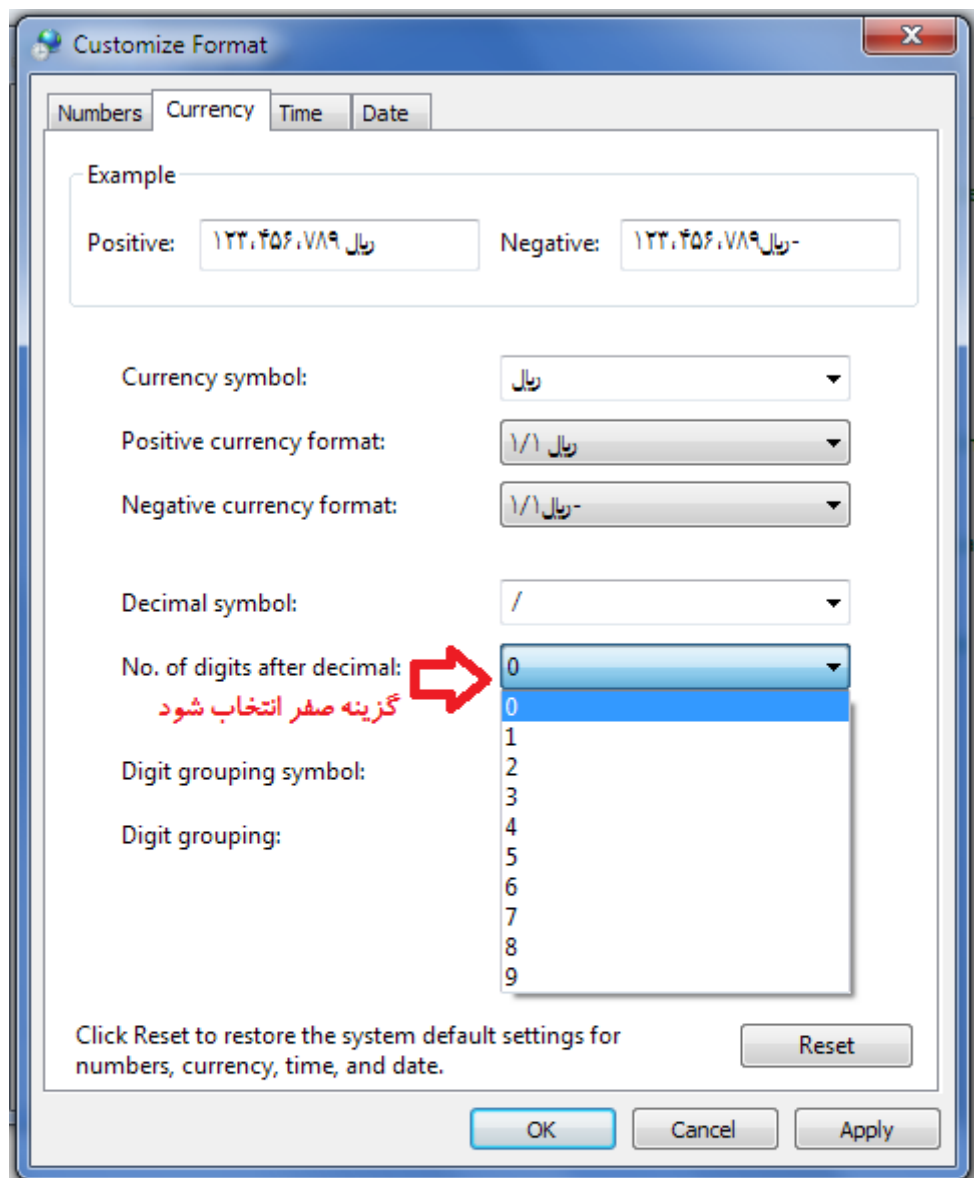 Customize Format
Numbers Currency Time Date
Example
Positive: ۱۲۳،۴۵۶،۷۸۹ ریال Negative: ۱۲۳،۴۵۶،۷۸۹ریال-
Currency symbol: ریال
Positive currency format: ۱/۱ ریال
Negative currency format: ۱/۱ریال-
Decimal symbol: /
No. of digits after decimal: 0
گزینه صفر انتخاب شود
0
1
2
3
4
5
6
7
8
9
Digit grouping symbol:
Digit grouping:
Click Reset to restore the system default settings for
numbers, currency, time, and date.
Reset
OK Cancel Apply